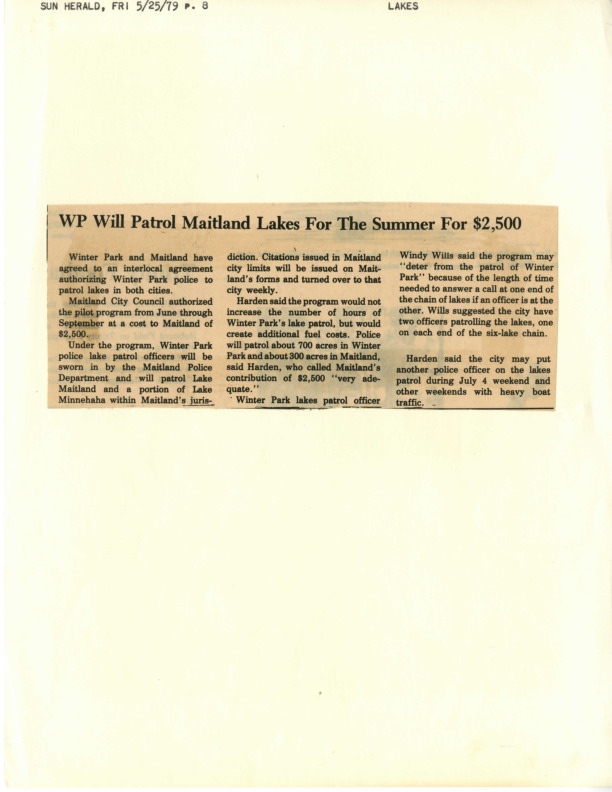 SUN HERALD, FRI 5/25/79 P. 8
LAKES
WP Will Patrol Maitland Lakes For The Summer For $2,500
Winter Park and Maitland have
agreed to an interlocal agreement
authorizing Winter Park police to
patrol lakes in both cities.
Maitland City Council authorized
the pilot program from June through
September at a cost to Maitland of
$2,500.
Under the program, Winter Park
police lake patrol officers will be
sworn in by the Maitland Police
Department and will patrol Lake
Maitland and a portion of Lake
Minnehaha within Maitland's juris-
diction. Citations issued in Maitland
city limits will be issued on Mait-
land's forms and turned over to that
city weekly.
Harden said the program would not
increase the number of hours of
Winter Park's lake patrol, but would
create additional fuel costs. Police
will patrol about 700 acres in Winter
Park and about 300 acres in Maitland,
said Harden, who called Maitland's
contribution of $2,500 "very ade-
quate."
Winter Park lakes patrol officer
Windy Wills said the program may
"deter from the patrol of Winter
Park" because of the length of time
needed to answer a call at one end of
the chain of lakes if an officer is at the
other. Wills suggested the city have
two officers patrolling the lakes, one
on each end of the six-lake chain.
Harden said the city may put
another police officer on the lakes
patrol during July 4 weekend and
other weekends with heavy boat
traffic.